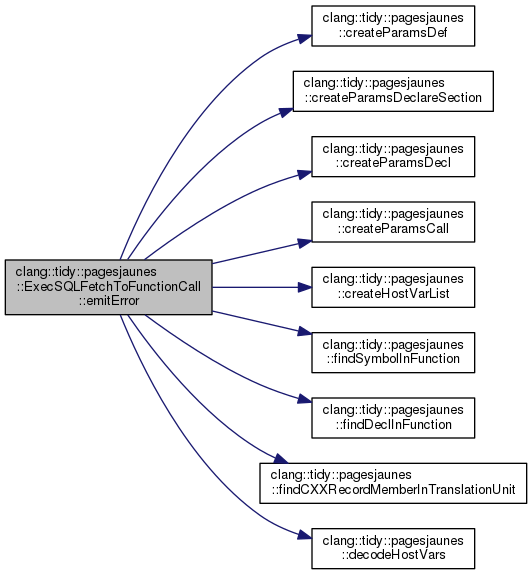 clang::tidy::pagesjaunes
::ExecSQLFetchToFunctionCall
::emitError
clang::tidy::pagesjaunes
::createParamsDef
clang::tidy::pagesjaunes
::createParamsDeclareSection
clang::tidy::pagesjaunes
::createParamsDecl
clang::tidy::pagesjaunes
::createParamsCall
clang::tidy::pagesjaunes
::createHostVarList
clang::tidy::pagesjaunes
::findSymbolInFunction
clang::tidy::pagesjaunes
::findDeclInFunction
clang::tidy::pagesjaunes
::findCXXRecordMemberInTranslationUnit
clang::tidy::pagesjaunes
::decodeHostVars